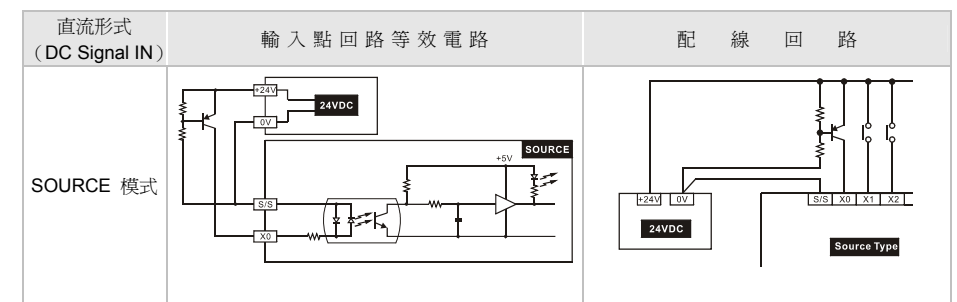 直流形式
（DC Signal IN）
輸入點回路等效電路
配線回路
SOURCE 模式
+24V
24VDC
0V
SOURCE
+5V
S/S
X0
+24V 0V
S/S X0 X1 X2
24VDC
Source Type